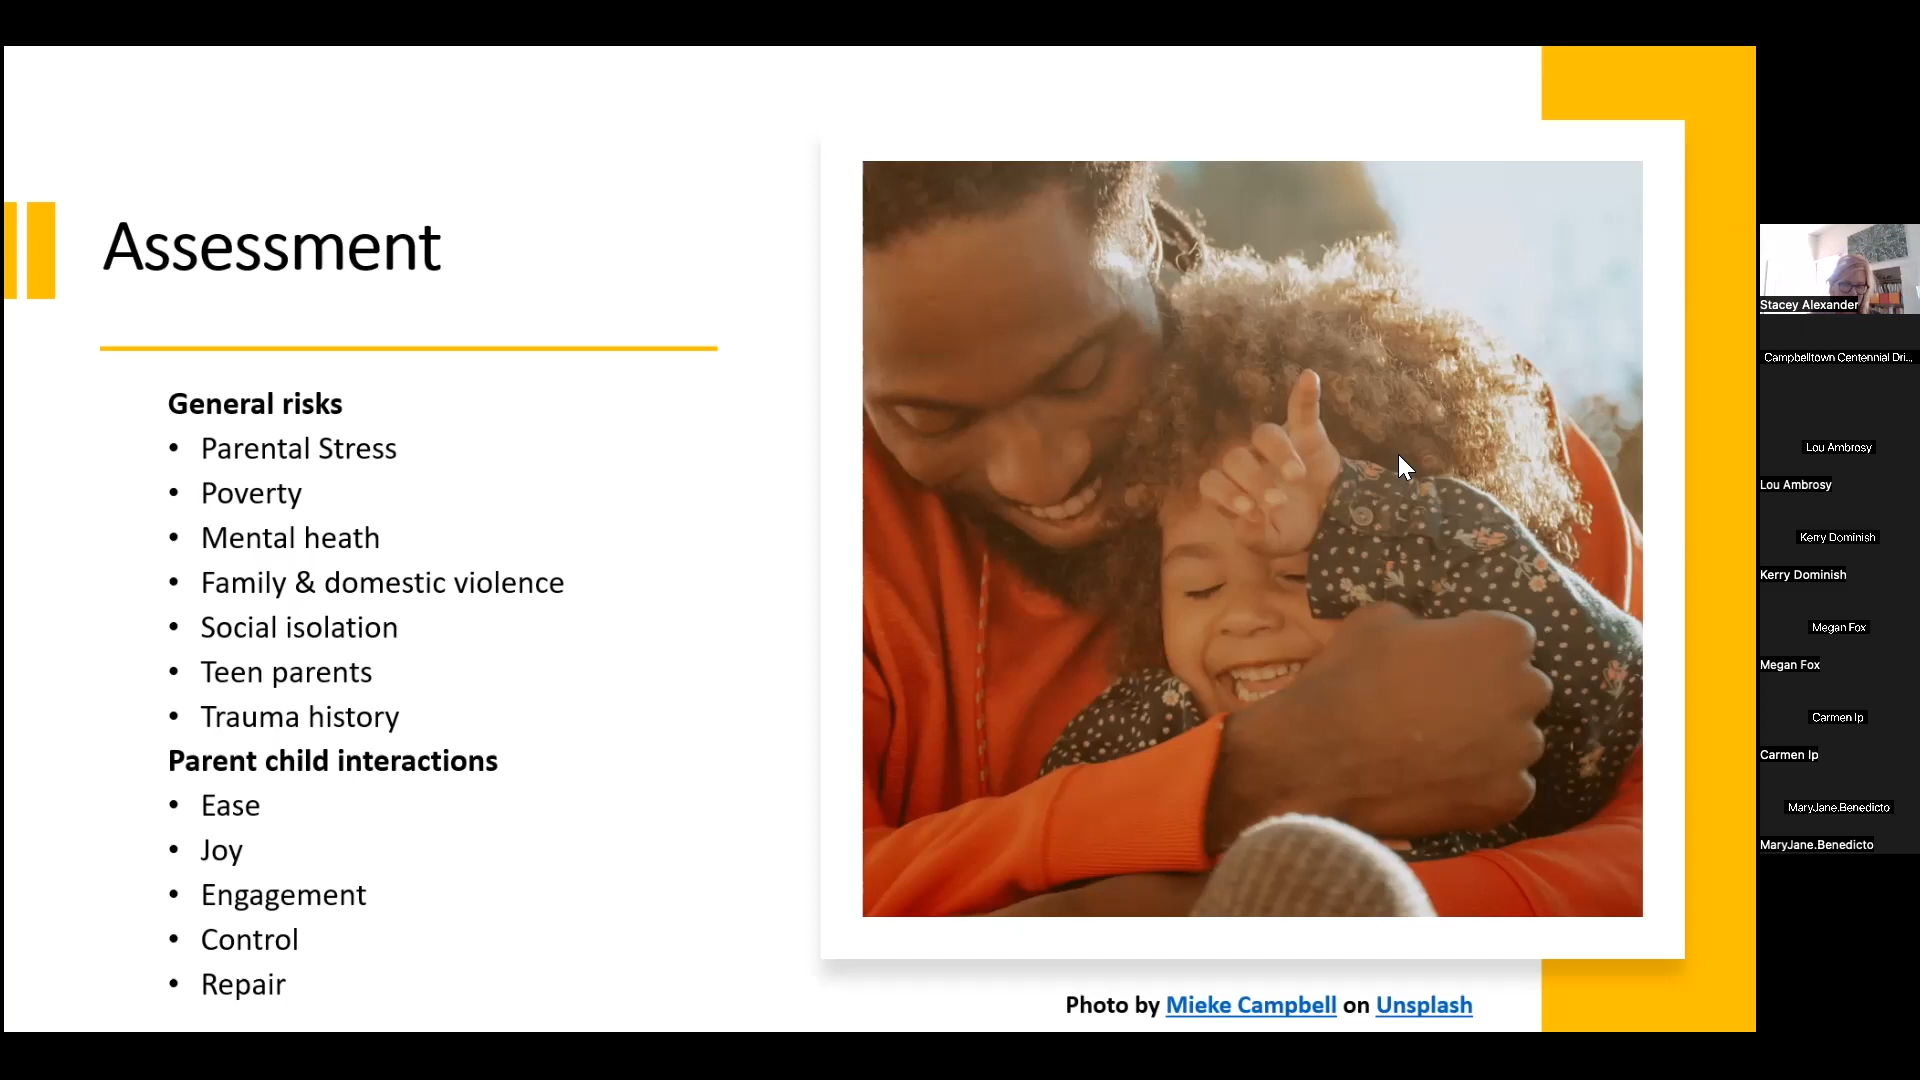 Assessment
General risks
• Parental Stress
• Poverty
• Mental heath
• Family & domestic violence
• Social isolation
• Teen parents
• Trauma history
Parent child interactions
• Ease
• Joy
• Engagement
• Control
• Repair
Photo by Mieke Campbell on Unsplash
Stacey Alexander
Campbelltown Centennial Dri...
Lou Ambrosy
Lou Ambrosy
Kerry Dominish
Kerry Dominish
Megan Fox
Megan Fox
Carmen Ip
Carmen Ip
MaryJane.Benedicto
MaryJane.Benedicto